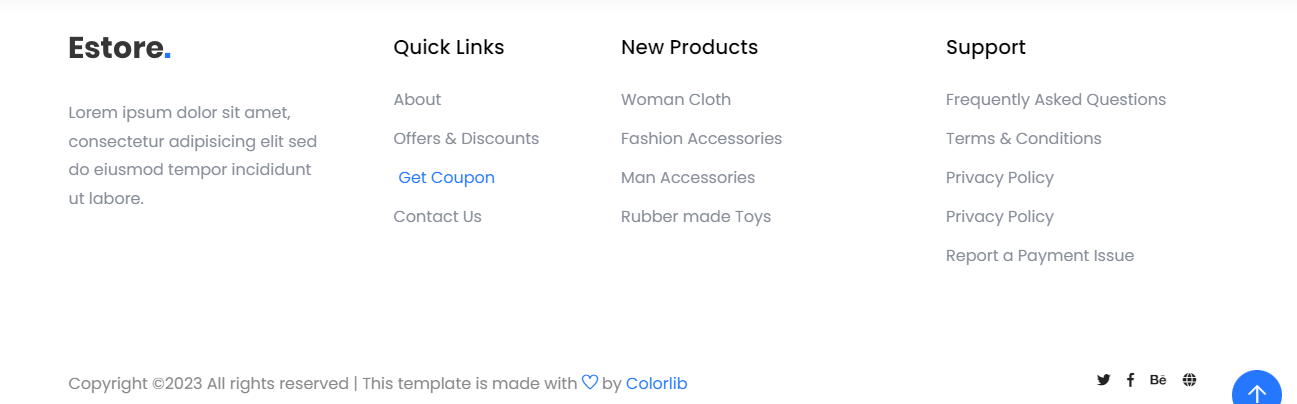 Estore.
Lorem ipsum dolor sit amet,
consectetur adipisicing elit sed
do eiusmod tempor incididunt
ut labore.
Quick Links
About
Offers & Discounts
Get Coupon
Contact Us
New Products
Woman Cloth
Fashion Accessories
Man Accessories
Rubber made Toys
Support
Frequently Asked Questions
Terms & Conditions
Privacy Policy
Privacy Policy
Report a Payment Issue
Copyright ©2023 All rights reserved | This template is made with ♡ by Colorlib